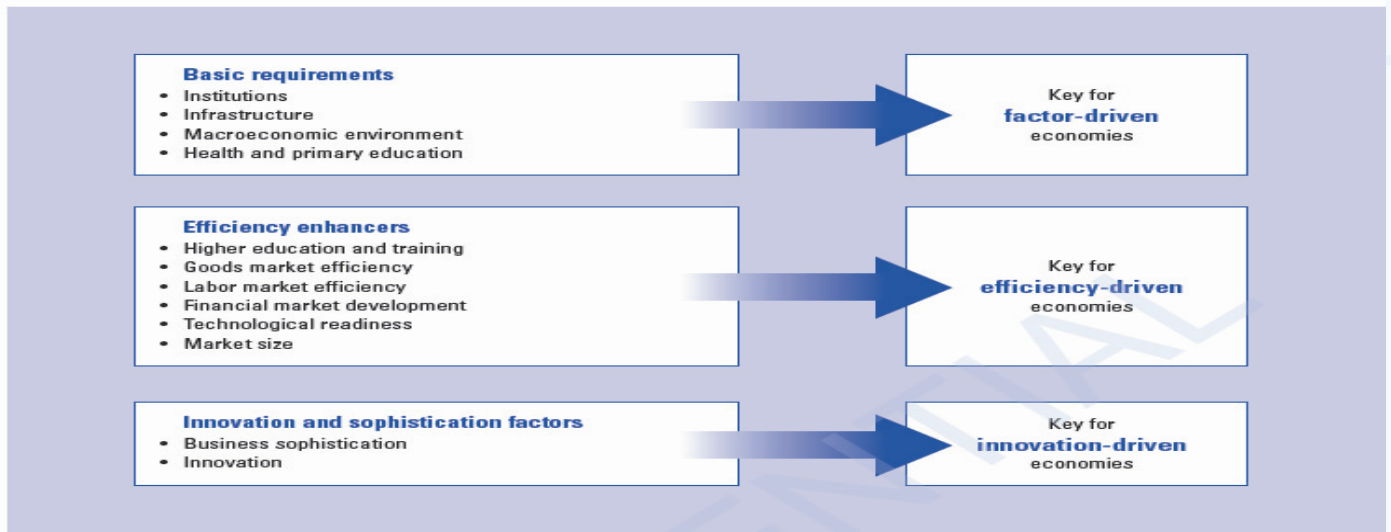 Basic requirements
• Institutions
• Infrastructure
• Macroeconomic environment
• Health and primary education
Key for
factor-driven
economies
Efficiency enhancers
• Higher education and training
• Goods market efficiency
• Labor market efficiency
• Financial market development
• Technological readiness
• Market size
Key for
efficiency-driven
economies
Innovation and sophistication factors
• Business sophistication
• Innovation
Key for
innovation-driven
economies
ENTIAL